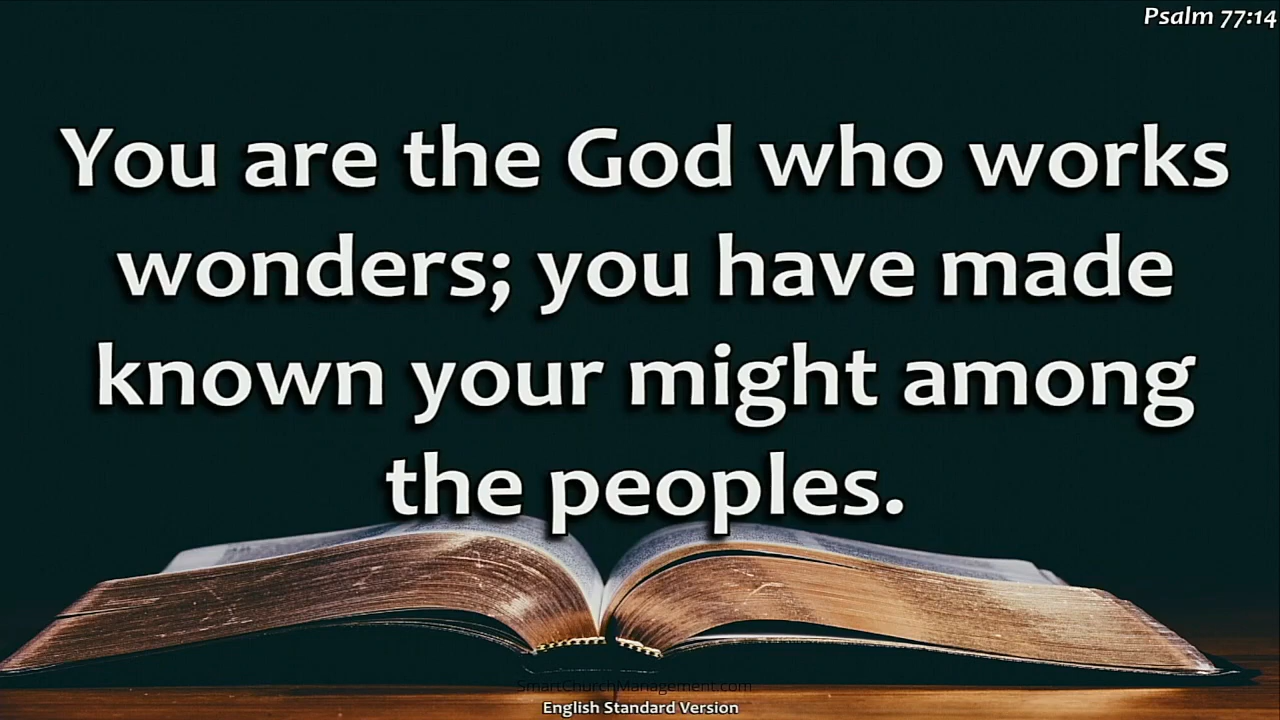 Psalm 77:14
You are the God who works
wonders; you have made
known your might among
the peoples.
SmartChurchManagement.com
English Standard Version